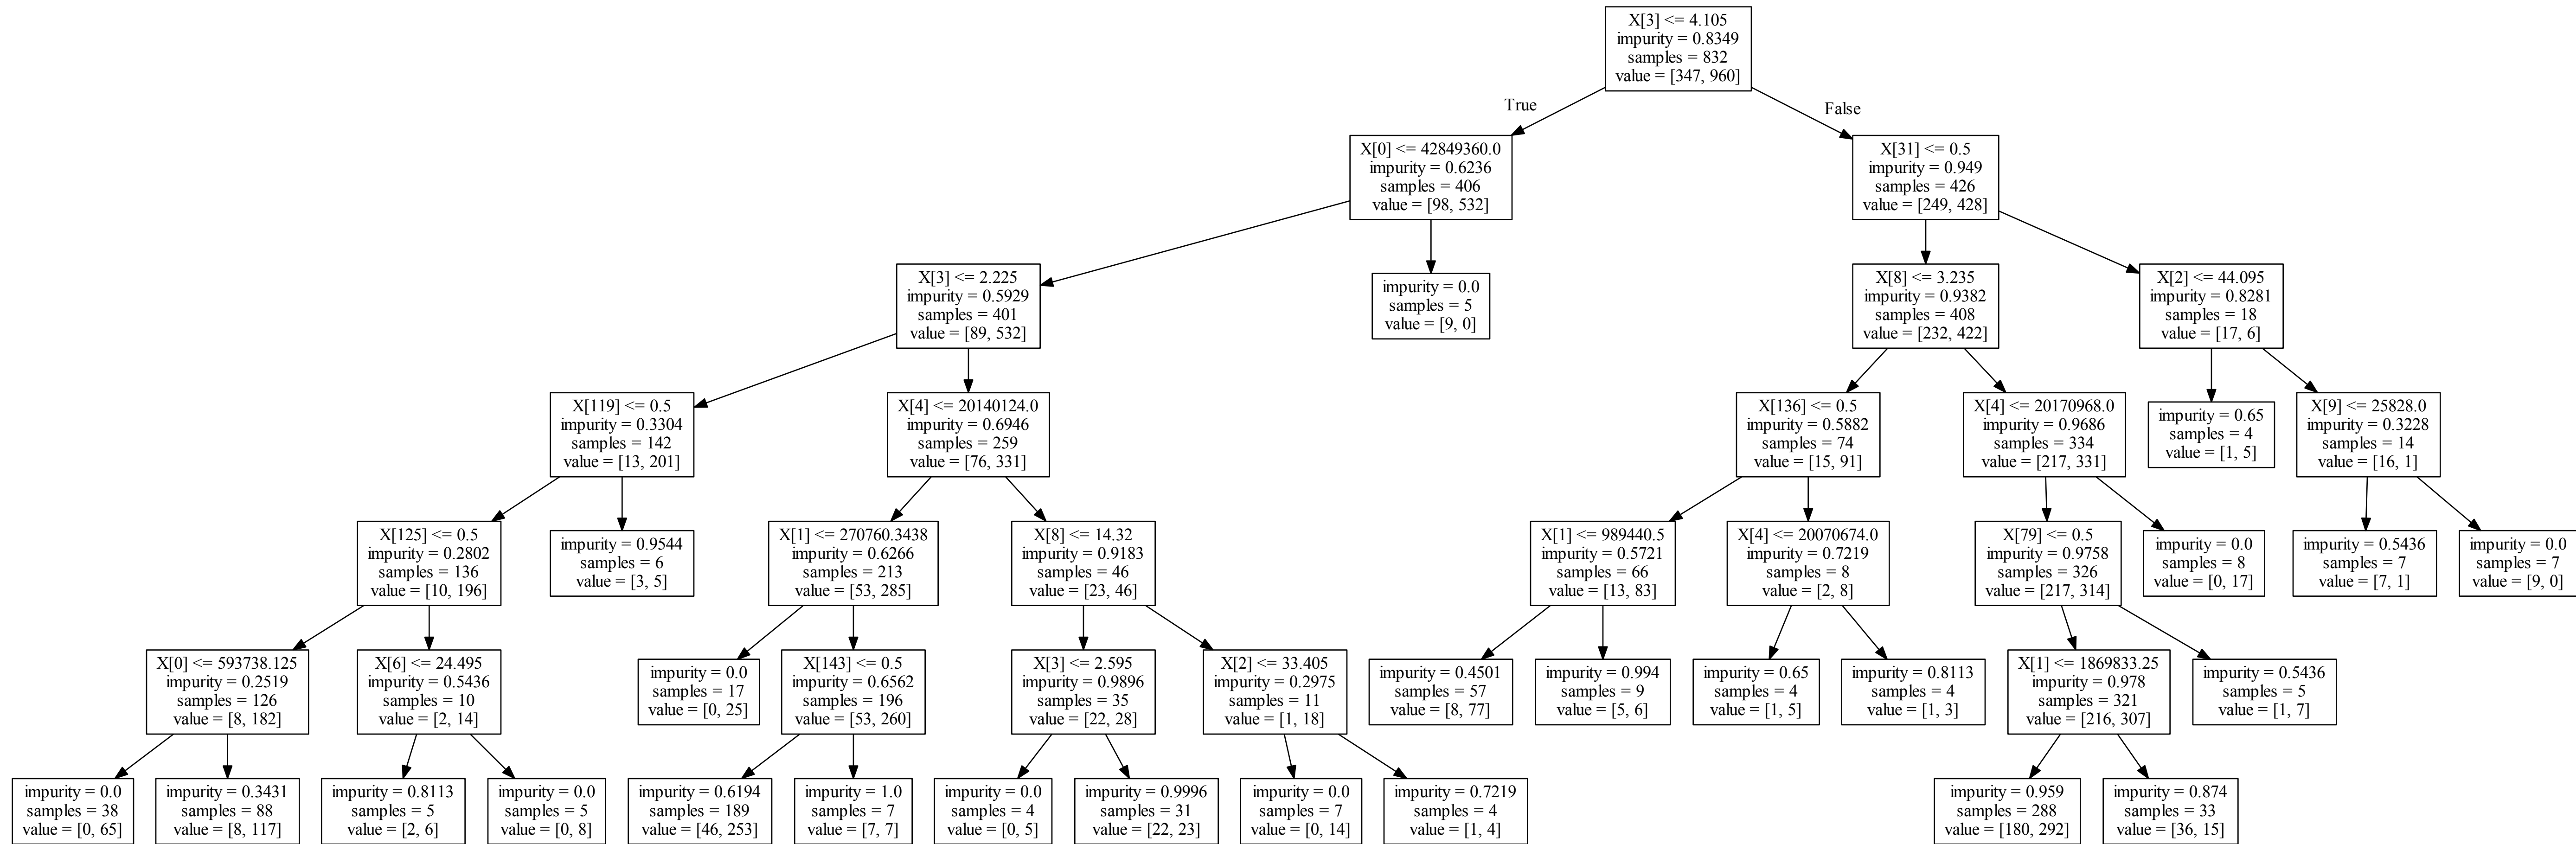 X[3] <= 4.105
impurity = 0.8349
samples = 832
value = [347, 960]
True
False
X[0] <= 42849360.0
impurity = 0.6236
samples = 406
value = [98, 532]
X[31] <= 0.5
impurity = 0.949
samples = 426
value = [249, 428]
X[3] <= 2.225
impurity = 0.5929
samples = 401
value = [89, 532]
impurity = 0.0
samples = 5
value = [9, 0]
X[8] <= 3.235
impurity = 0.9382
samples = 408
value = [232, 422]
X[2] <= 44.095
impurity = 0.8281
samples = 18
value = [17, 6]
X[119] <= 0.5
impurity = 0.3304
samples = 142
value = [13, 201]
X[4] <= 20140124.0
impurity = 0.6946
samples = 259
value = [76, 331]
X[136] <= 0.5
impurity = 0.5882
samples = 74
value = [15, 91]
X[4] <= 20170968.0
impurity = 0.9686
samples = 334
value = [217, 331]
impurity = 0.65
samples = 4
value = [1, 5]
X[9] <= 25828.0
impurity = 0.3228
samples = 14
value = [16, 1]
X[125] <= 0.5
impurity = 0.2802
samples = 136
value = [10, 196]
impurity = 0.9544
samples = 6
value = [3, 5]
X[1] <= 270760.3438
impurity = 0.6266
samples = 213
value = [53, 285]
X[8] <= 14.32
impurity = 0.9183
samples = 46
value = [23, 46]
X[1] <= 989440.5
impurity = 0.5721
samples = 66
value = [13, 83]
X[4] <= 20070674.0
impurity = 0.7219
samples = 8
value = [2, 8]
X[79] <= 0.5
impurity = 0.9758
samples = 326
value = [217, 314]
impurity = 0.0
samples = 8
value = [0, 17]
impurity = 0.5436
samples = 7
value = [7, 1]
impurity = 0.0
samples = 7
value = [9, 0]
X[0] <= 593738.125
impurity = 0.2519
samples = 126
value = [8, 182]
X[6] <= 24.495
impurity = 0.5436
samples = 10
value = [2, 14]
impurity = 0.0
samples = 17
value = [0, 25]
X[143] <= 0.5
impurity = 0.6562
samples = 196
value = [53, 260]
X[3] <= 2.595
impurity = 0.9896
samples = 35
value = [22, 28]
X[2] <= 33.405
impurity = 0.2975
samples = 11
value = [1, 18]
impurity = 0.4501
samples = 57
value = [8, 77]
impurity = 0.994
samples = 9
value = [5, 6]
impurity = 0.65
samples = 4
value = [1, 5]
impurity = 0.8113
samples = 4
value = [1, 3]
X[1] <= 1869833.25
impurity = 0.978
samples = 321
value = [216, 307]
impurity = 0.5436
samples = 5
value = [1, 7]
impurity = 0.0
samples = 38
value = [0, 65]
impurity = 0.3431
samples = 88
value = [8, 117]
impurity = 0.8113
samples = 5
value = [2, 6]
impurity = 0.0
samples = 5
value = [0, 8]
impurity = 0.6194
samples = 189
value = [46, 253]
impurity = 1.0
samples = 7
value = [7, 7]
impurity = 0.0
samples = 4
value = [0, 5]
impurity = 0.9996
samples = 31
value = [22, 23]
impurity = 0.0
samples = 7
value = [0, 14]
impurity = 0.7219
samples = 4
value = [1, 4]
impurity = 0.959
samples = 288
value = [180, 292]
impurity = 0.874
samples = 33
value = [36, 15]